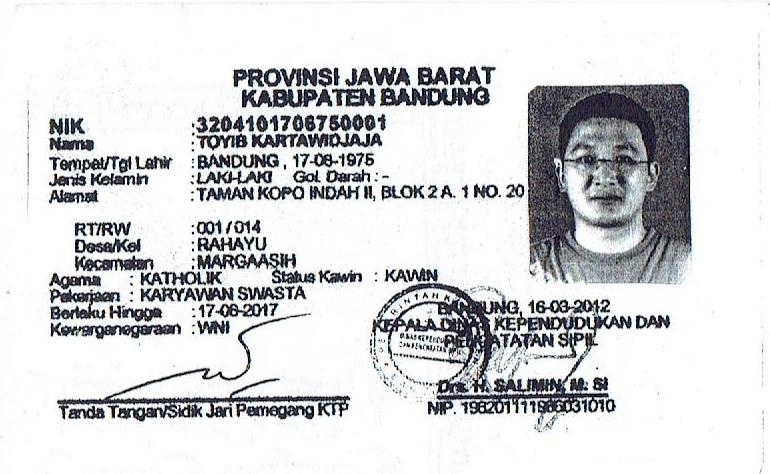 PROVINSI JAWA BARAT
KABUPATEN BANDUNG
NIK : 3204101706750001
Nama : TOYIB KARTAWIDJAJA
Tempat/Tgl Lahir : BANDUNG , 17-06-1975
Jenis Kelamin : LAKI-LAKI Gol. Darah : -
Alamat : TAMAN KOPO INDAH II, BLOK 2 A. 1 NO. 20
RT/RW : 001 / 014
Desa/Kel : RAHAYU
Kecamatan : MARGAASIH
Agama : KATHOLIK Status Kawin : KAWIN
Pekerjaan : KARYAWAN SWASTA
Berlaku Hingga : 17-06-2017
Kewarganegaraan : WNI
BANDUNG, 16-03-2012
KEPALA DINAS KEPENDUDUKAN DAN
PENCATATAN SIPIL
Drs. H. SALIMIN, M. SI
NIP. 196201111986031010
Tanda Tangan/Sidik Jari Pemegang KTP